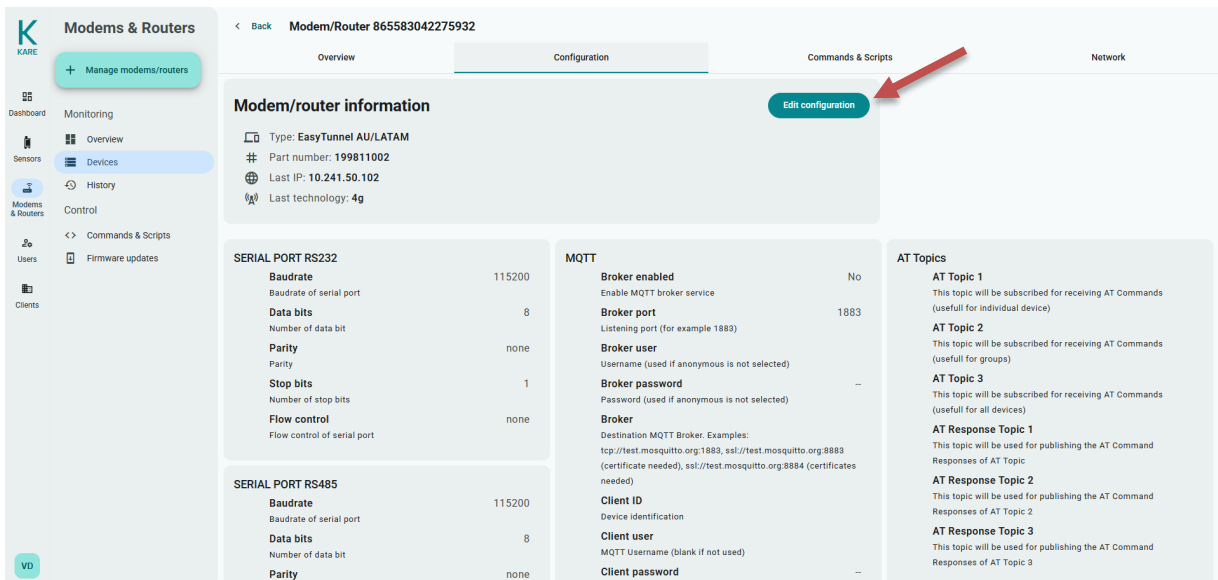 KARE
Dashboard
Sensors
Modems
& Routers
Users
Clients
VD
Modems & Routers
+ Manage modems/routers
Monitoring
Overview
Devices
History
Control
Commands & Scripts
Firmware updates
< Back Modem/Router 865583042275932
Overview Configuration Commands & Scripts Network
Modem/router information
Edit configuration
Type: EasyTunnel AU/LATAM
Part number: 199811002
Last IP: 10.241.50.102
Last technology: 4g
SERIAL PORT RS232
Baudrate 115200
Baudrate of serial port
Data bits 8
Number of data bit
Parity none
Parity
Stop bits 1
Number of stop bits
Flow control none
Flow control of serial port
SERIAL PORT RS485
Baudrate 115200
Baudrate of serial port
Data bits 8
Number of data bit
Parity none
MQTT
Broker enabled No
Enable MQTT broker service
Broker port 1883
Listening port (for example 1883)
Broker user
Username (used if anonymous is not selected)
Broker password --
Password (used if anonymous is not selected)
Broker
Destination MQTT Broker. Examples:
tcp://test.mosquitto.org:1883, ssl://test.mosquitto.org:8883
(certificate needed), ssl://test.mosquitto.org:8884 (certificates
needed)
Client ID
Device identification
Client user
MQTT Username (blank if not used)
Client password --
AT Topics
AT Topic 1
This topic will be subscribed for receiving AT Commands
(usefull for individual device)
AT Topic 2
This topic will be subscribed for receiving AT Commands
(usefull for groups)
AT Topic 3
This topic will be subscribed for receiving AT Commands
(usefull for all devices)
AT Response Topic 1
This topic will be used for publishing the AT Command
Responses of AT Topic
AT Response Topic 2
This topic will be used for publishing the AT Command
Responses of AT Topic 2
AT Response Topic 3
This topic will be used for publishing the AT Command
Responses of AT Topic 3